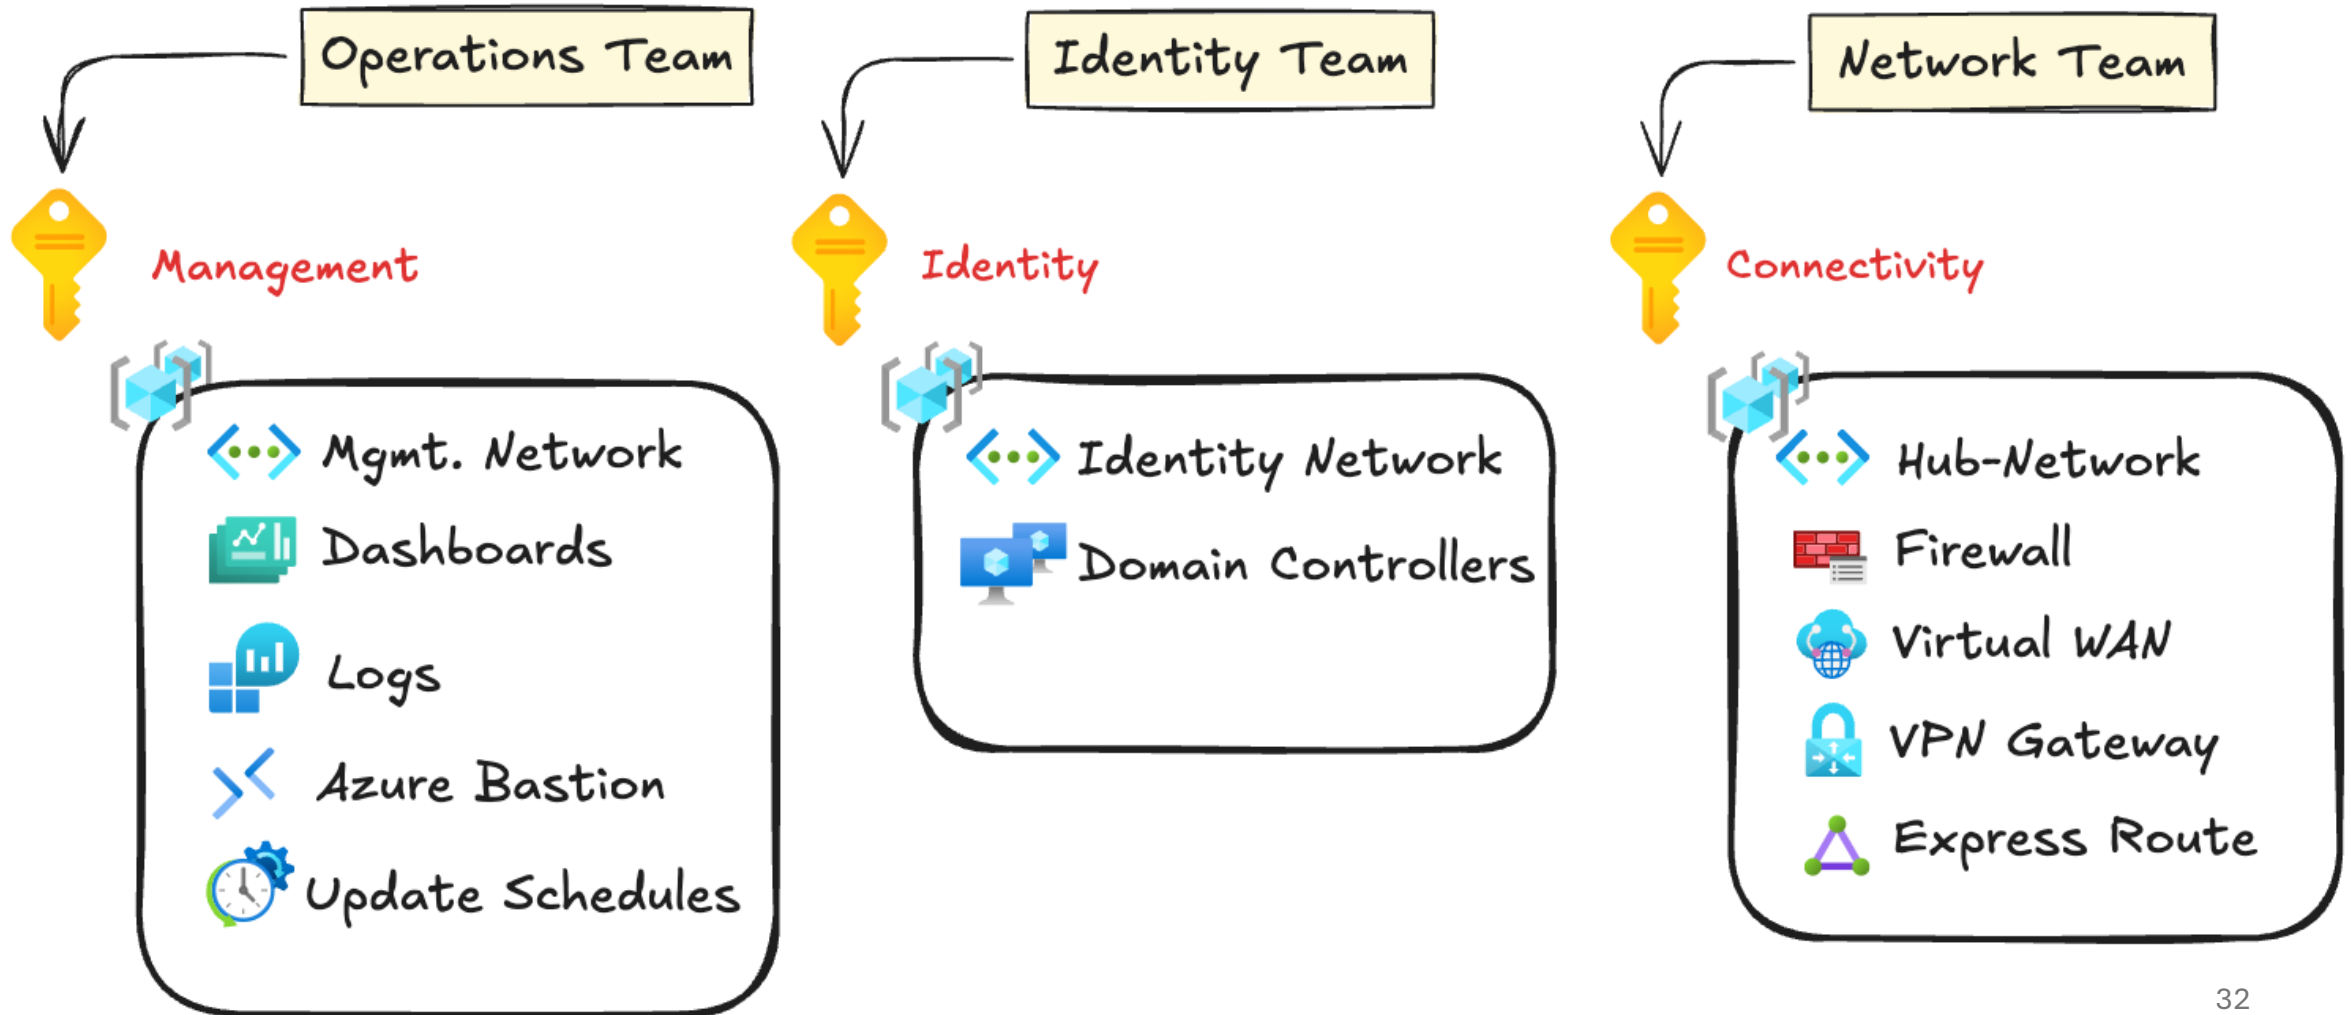 Operations Team
Identity Team
Network Team
Management
Identity
Connectivity
Mgmt. Network
Dashboards
Logs
Azure Bastion
Update Schedules
Identity Network
Domain Controllers
Hub-Network
Firewall
Virtual WAN
VPN Gateway
Express Route
32